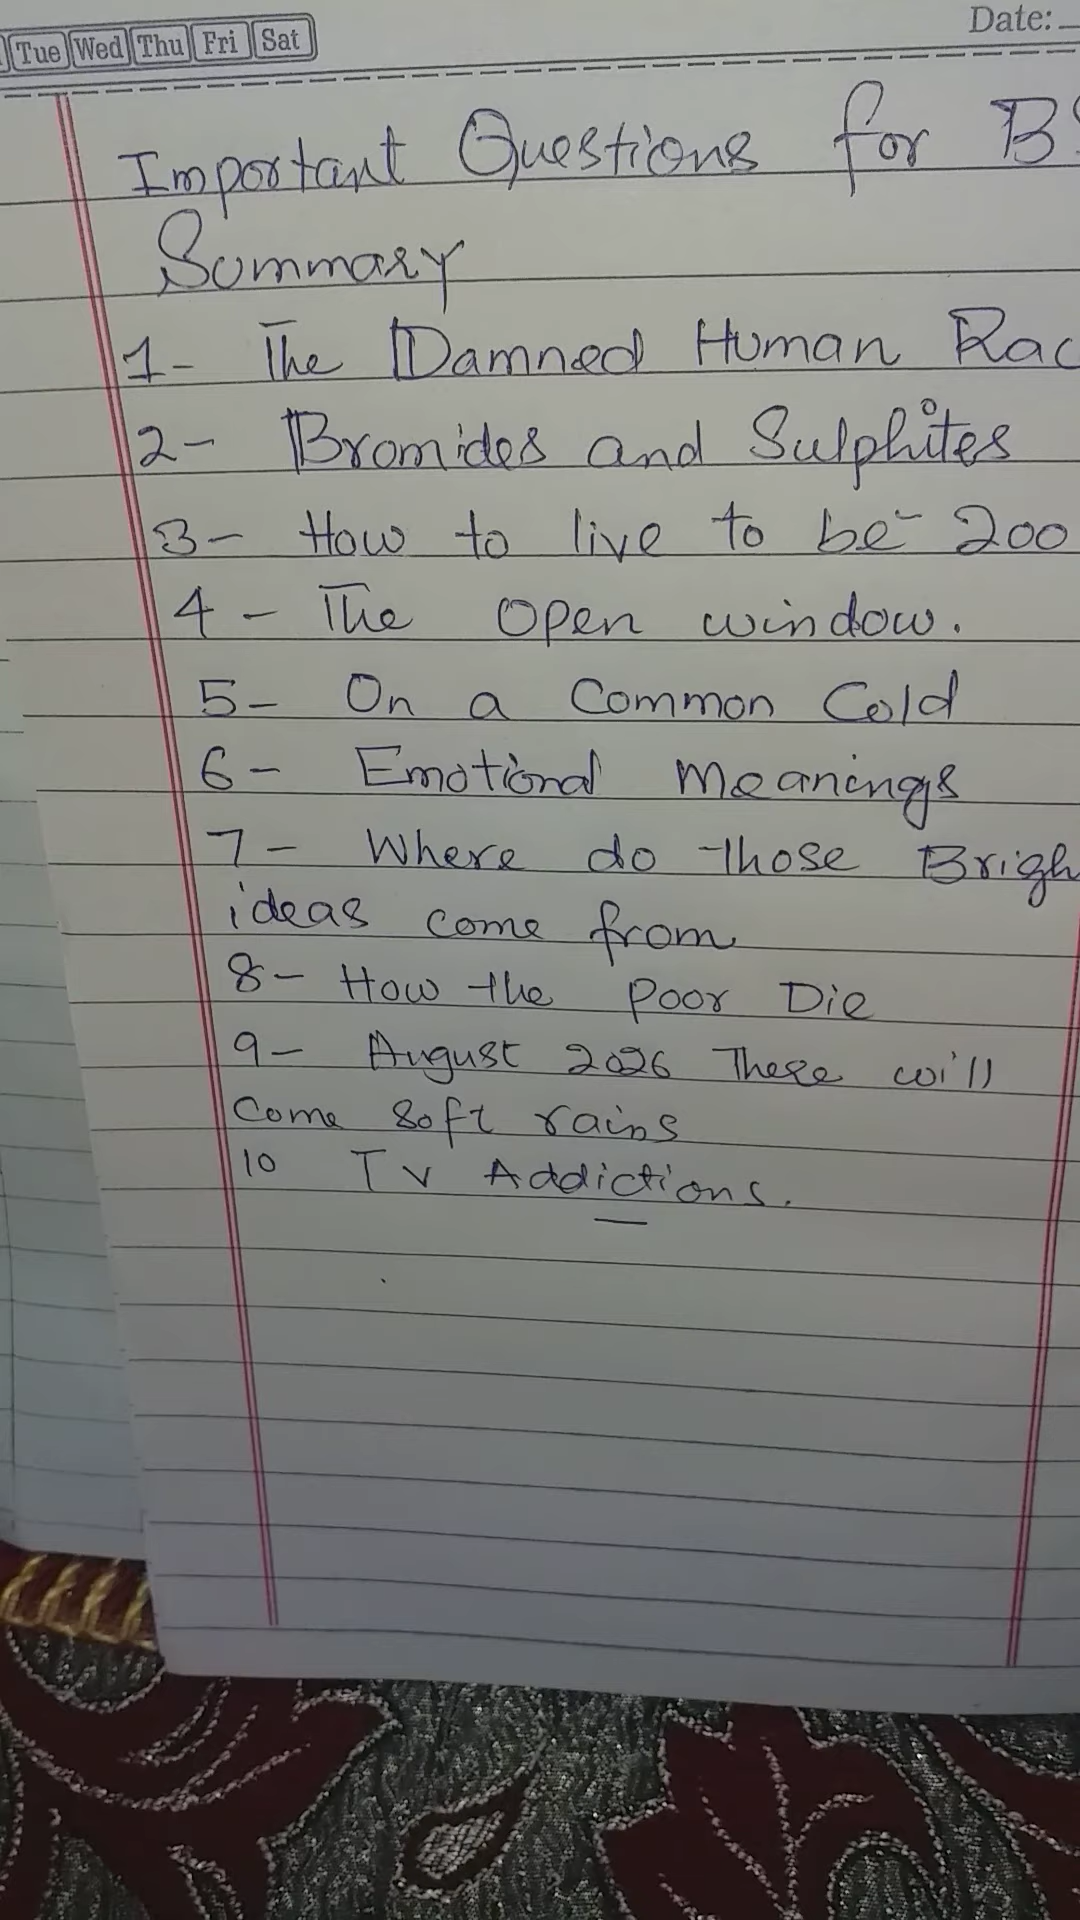 Tue Wed Thu Fri Sat
Date:
Important Questions for
Summary
1- The Damned Human Rac
2- Bromides and Sulphites
3- How to live to be 200
4- The Open window.
5- On a Common Cold
6- Emotional Meanings
7- Where do those Brigh
ideas come from
8- How the Poor Die
9- August 2026 There will
Come soft rains
10 TV Addictions.